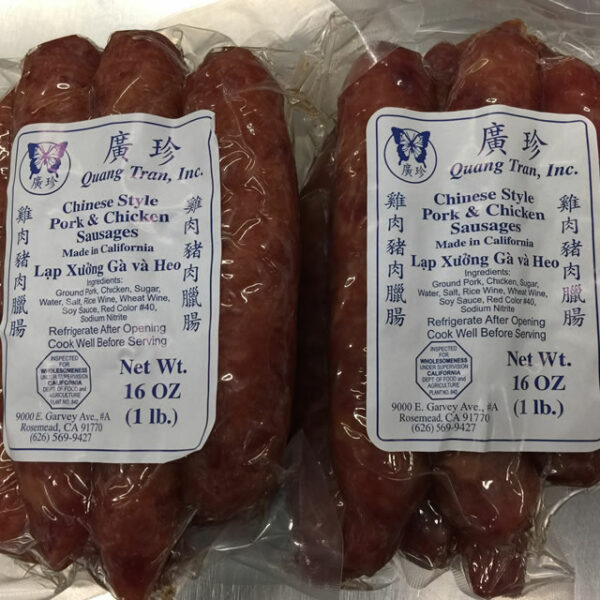 廣珍
廣珍
Quang Tran, Inc.
Chinese Style
Pork & Chicken
Sausages
Made in California
Lạp Xưởng Gà và Heo
雞肉豬肉臘腸
雞肉豬肉臘腸
Ingredients:
Ground Pork, Chicken, Sugar,
Water, Salt, Rice Wine, Wheat Wine,
Soy Sauce, Red Color #40,
Sodium Nitrite
Refrigerate After Opening
Cook Well Before Serving
INSPECTED
FOR
WHOLESOMENESS
UNDER SUPERVISION
CALIFORNIA
DEPT. OF FOOD and
AGRICULTURE
PLANT NO. 842
Net Wt.
16 OZ
(1 lb.)
9000 E. Garvey Ave., #A
Rosemead, CA 91770
(626) 569-9427
廣珍
廣珍
Quang Tran, Inc.
Chinese Style
Pork & Chicken
Sausages
Made in California
Lạp Xưởng Gà và Heo
雞肉豬肉臘腸
雞肉豬肉臘腸
Ingredients:
Ground Pork, Chicken, Sugar,
Water, Salt, Rice Wine, Wheat Wine,
Soy Sauce, Red Color #40,
Sodium Nitrite
Refrigerate After Opening
Cook Well Before Serving
INSPECTED
FOR
WHOLESOMENESS
UNDER SUPERVISION
CALIFORNIA
DEPT. OF FOOD and
AGRICULTURE
PLANT NO. 842
Net Wt.
16 OZ
(1 lb.)
9000 E. Garvey Ave., #A
Rosemead, CA 91770
(626) 569-9427